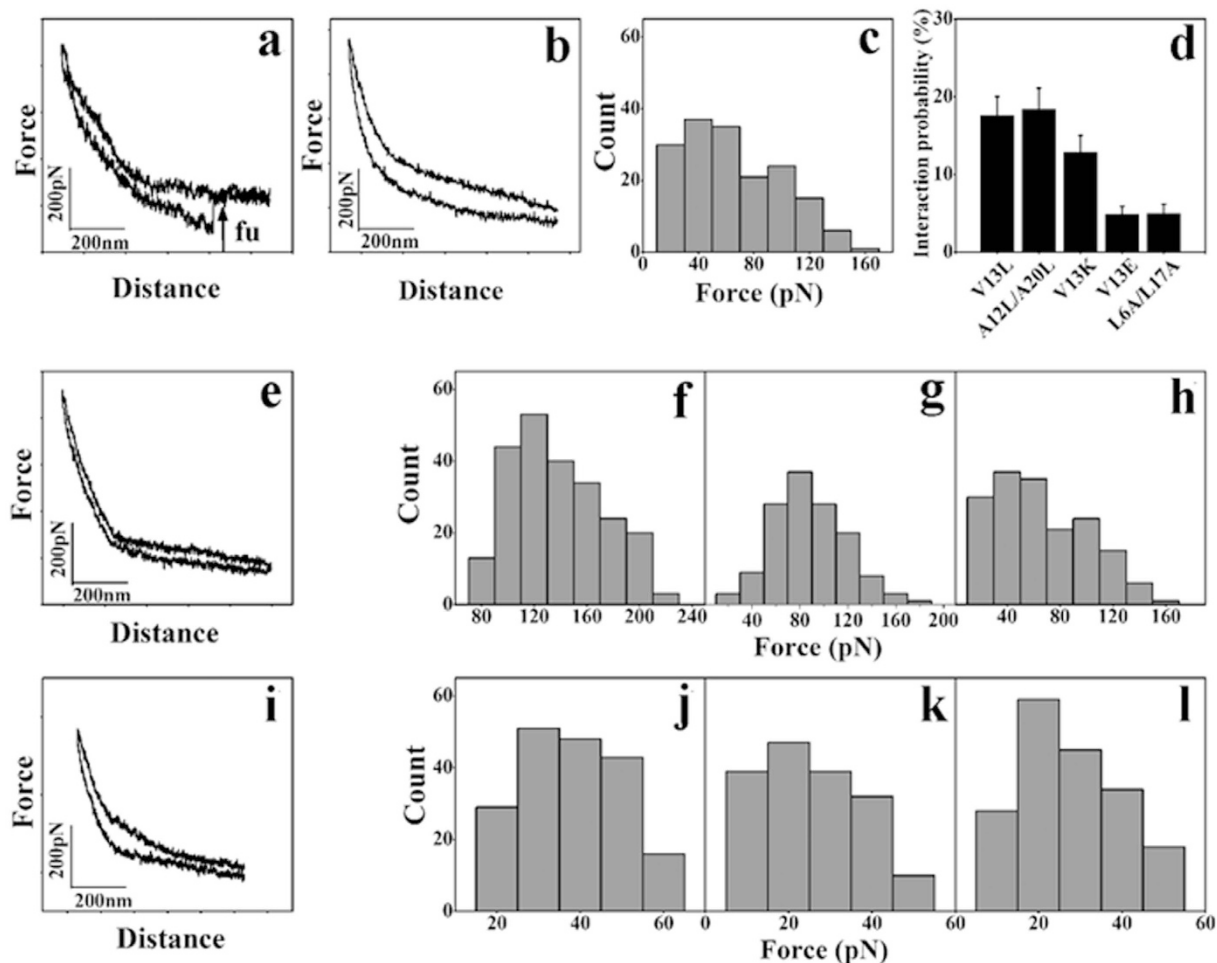 a
Force
200pN
200nm
fu
Distance
b
Force
200pN
200nm
Distance
c
Count
60
40
20
0
0 40 80 120 160
Force (pN)
d
Interaction probability (%)
30
20
10
0
V13L
A12L/A20L
V13K
V13E
L6A/L17A
e
Force
200pN
200nm
Distance
f
g
h
Count
60
40
20
0
80 120 160 200 240
40 80 120 160 200
40 80 120 160
Force (pN)
i
Force
200pN
200nm
Distance
j
k
l
Count
60
40
20
0
20 40 60
0 20 40 60
20 40 60
Force (pN)